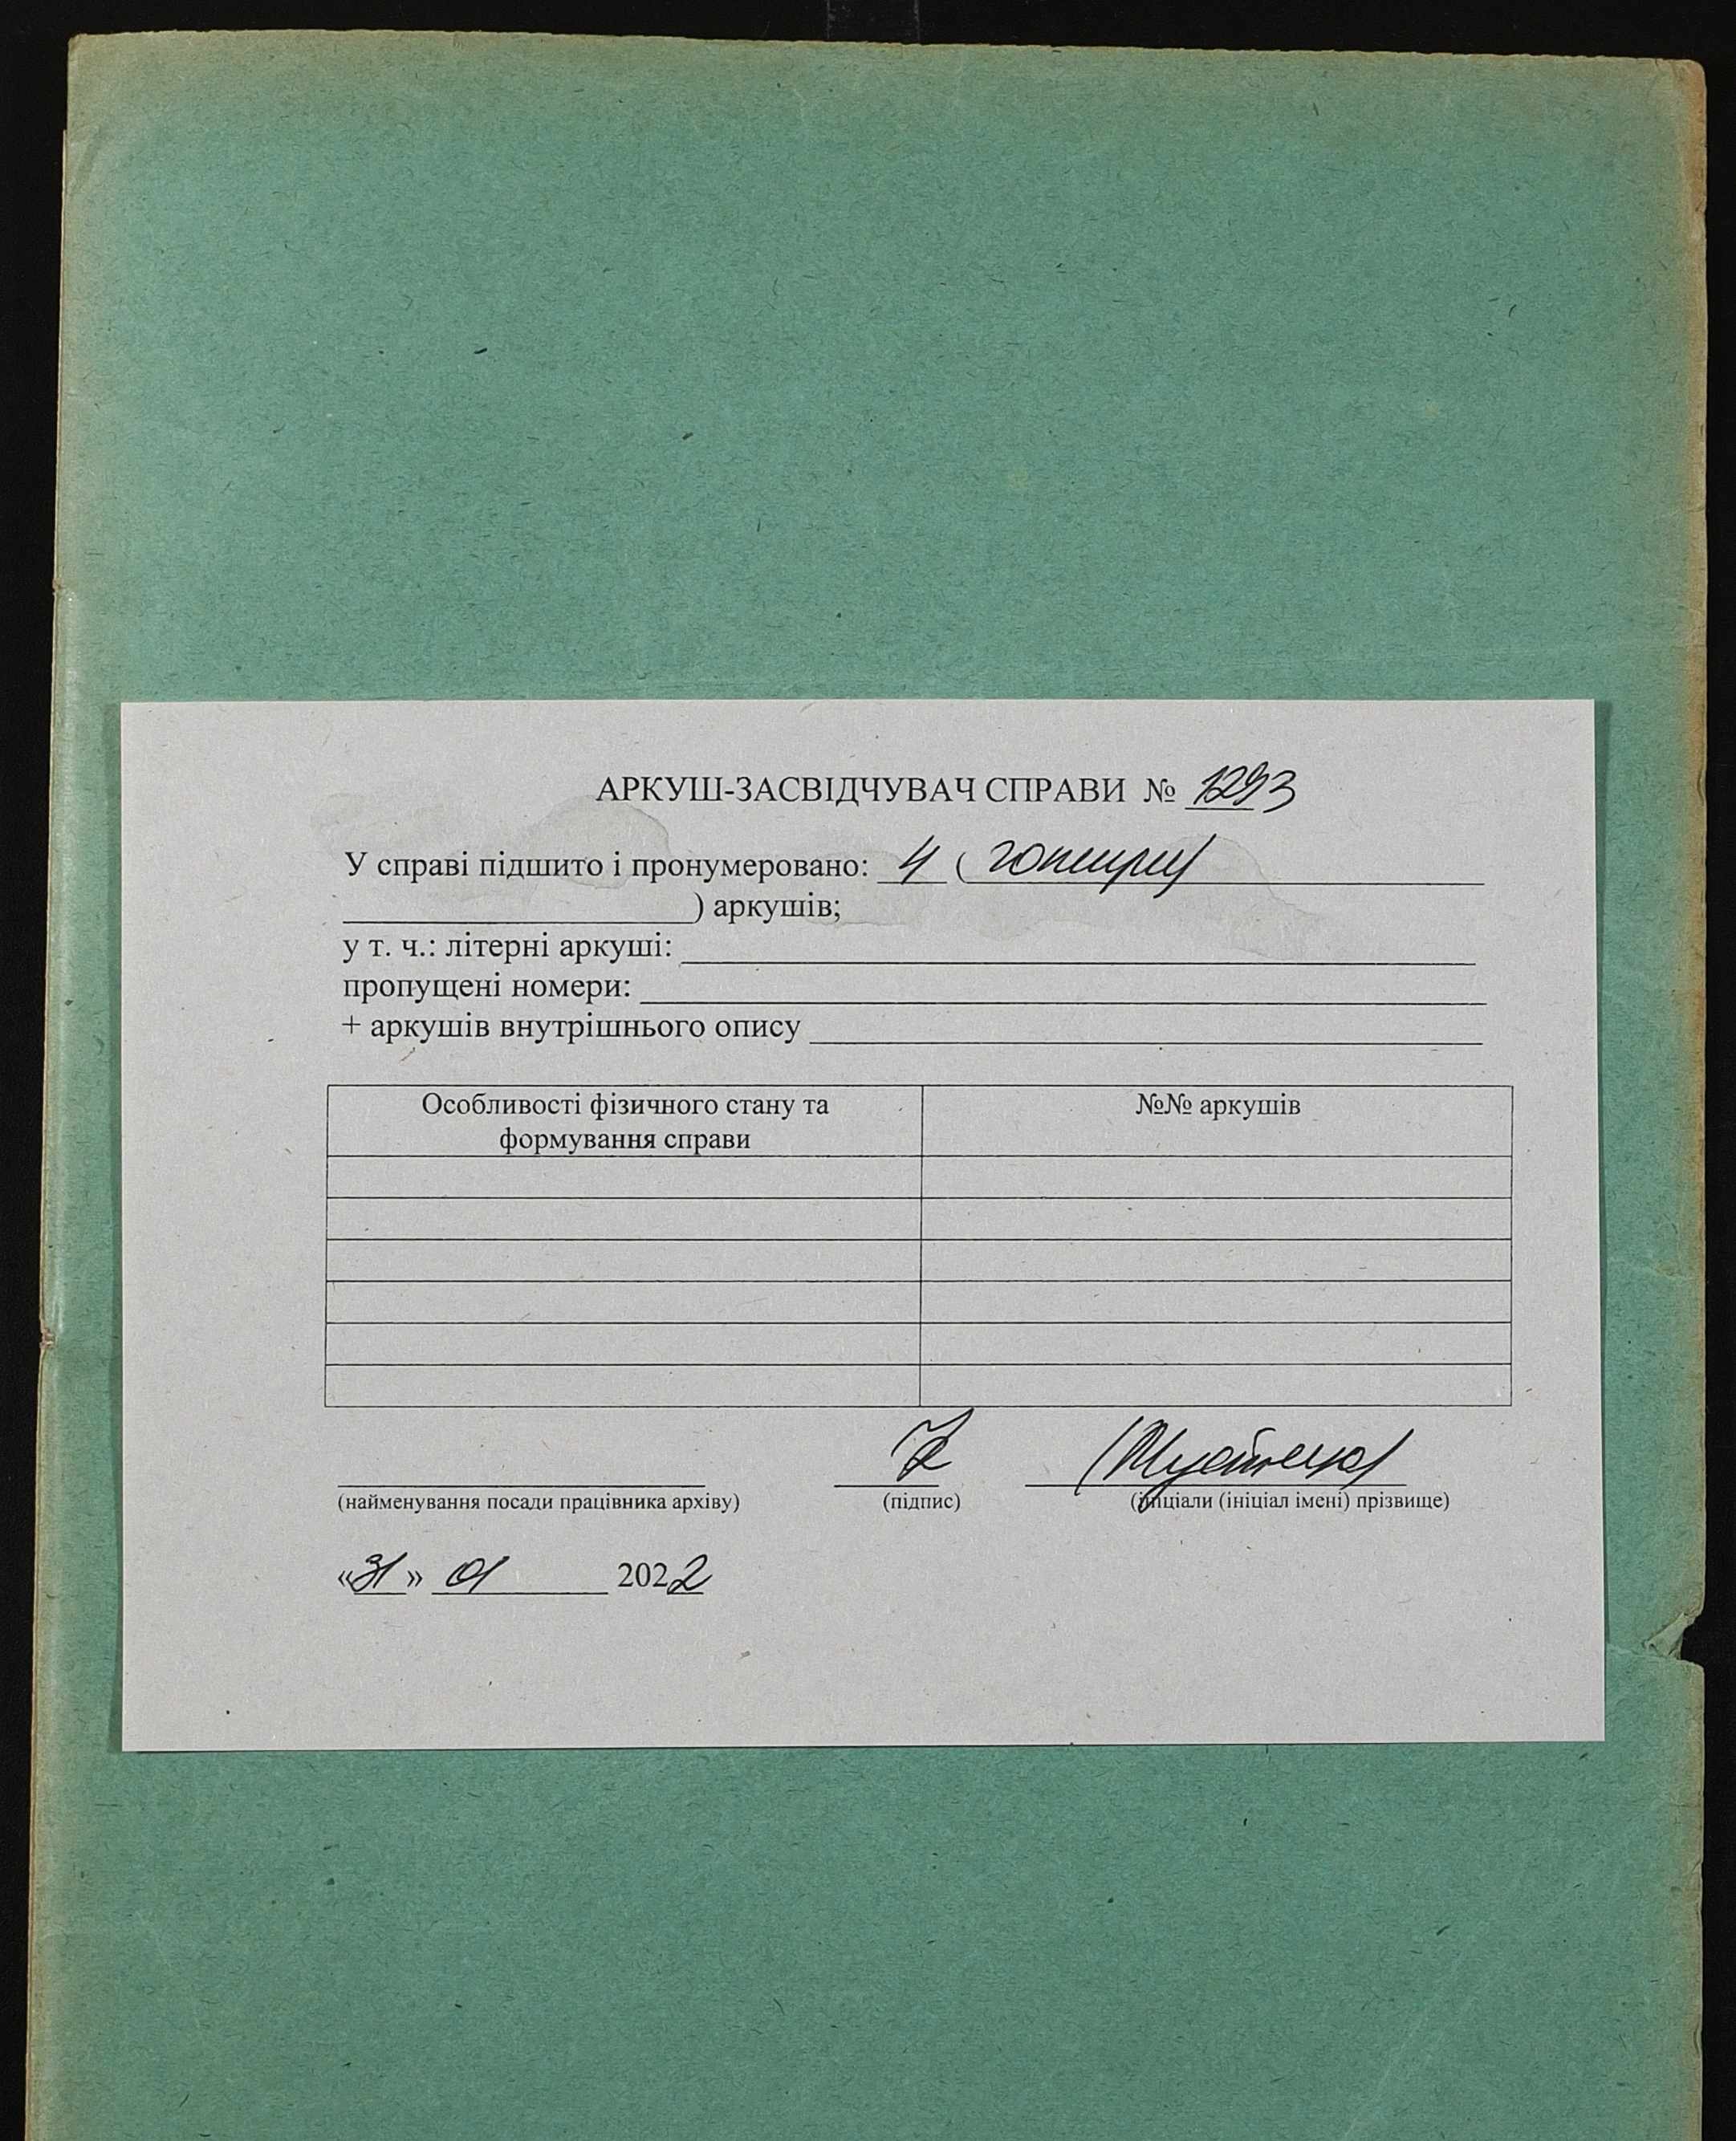 АРКУШ-ЗАСВІДЧУВАЧ СПРАВИ № 1293
У справі підшито і пронумеровано: 4 ( чотири)
) аркушів;
у т. ч.: літерні аркуші:
пропущені номери:
+ аркушів внутрішнього опису
Особливості фізичного стану та
формування справи
№№ аркушів
(найменування посади працівника архіву)
(підпис)
(ініціали (ініціал імені) прізвище)
«31» 01 2022